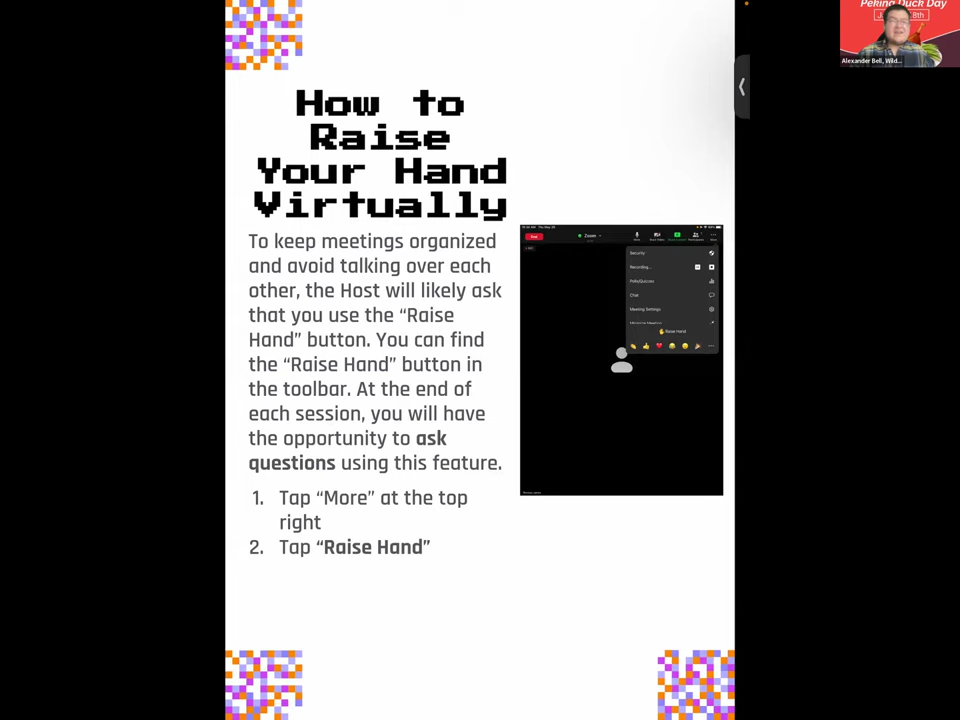 Peking Duck Day
8th
Alexander Bell, Wild...
How to
Raise
Your Hand
Virtually
To keep meetings organized
and avoid talking over each
other, the Host will likely ask
that you use the “Raise
Hand” button. You can find
the “Raise Hand” button in
the toolbar. At the end of
each session, you will have
the opportunity to ask
questions using this feature.
1. Tap “More” at the top
right
2. Tap “Raise Hand”
Zoom
Security
Recording...
Polls/Quizzes
Chat
Meeting Settings
Raise Hand